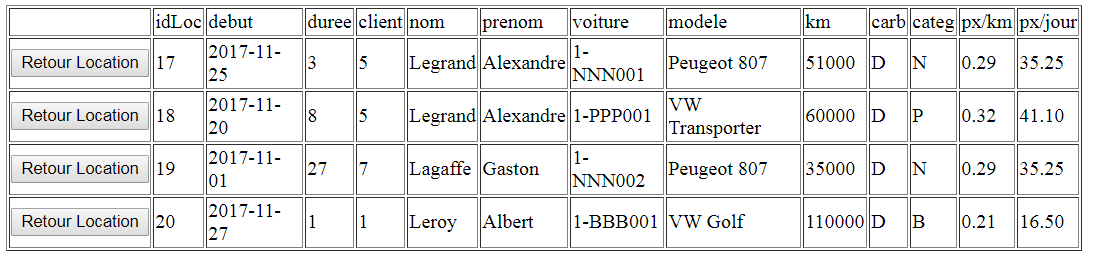 idLoc debut duree client nom prenom voiture modele km carb categ px/km px/jour
Retour Location 17 2017-11-25 3 5 Legrand Alexandre 1-NNN001 Peugeot 807 51000 D N 0.29 35.25
Retour Location 18 2017-11-20 8 5 Legrand Alexandre 1-PPP001 VW Transporter 60000 D P 0.32 41.10
Retour Location 19 2017-11-01 27 7 Lagaffe Gaston 1-NNN002 Peugeot 807 35000 D N 0.29 35.25
Retour Location 20 2017-11-27 1 1 Leroy Albert 1-BBB001 VW Golf 110000 D B 0.21 16.50